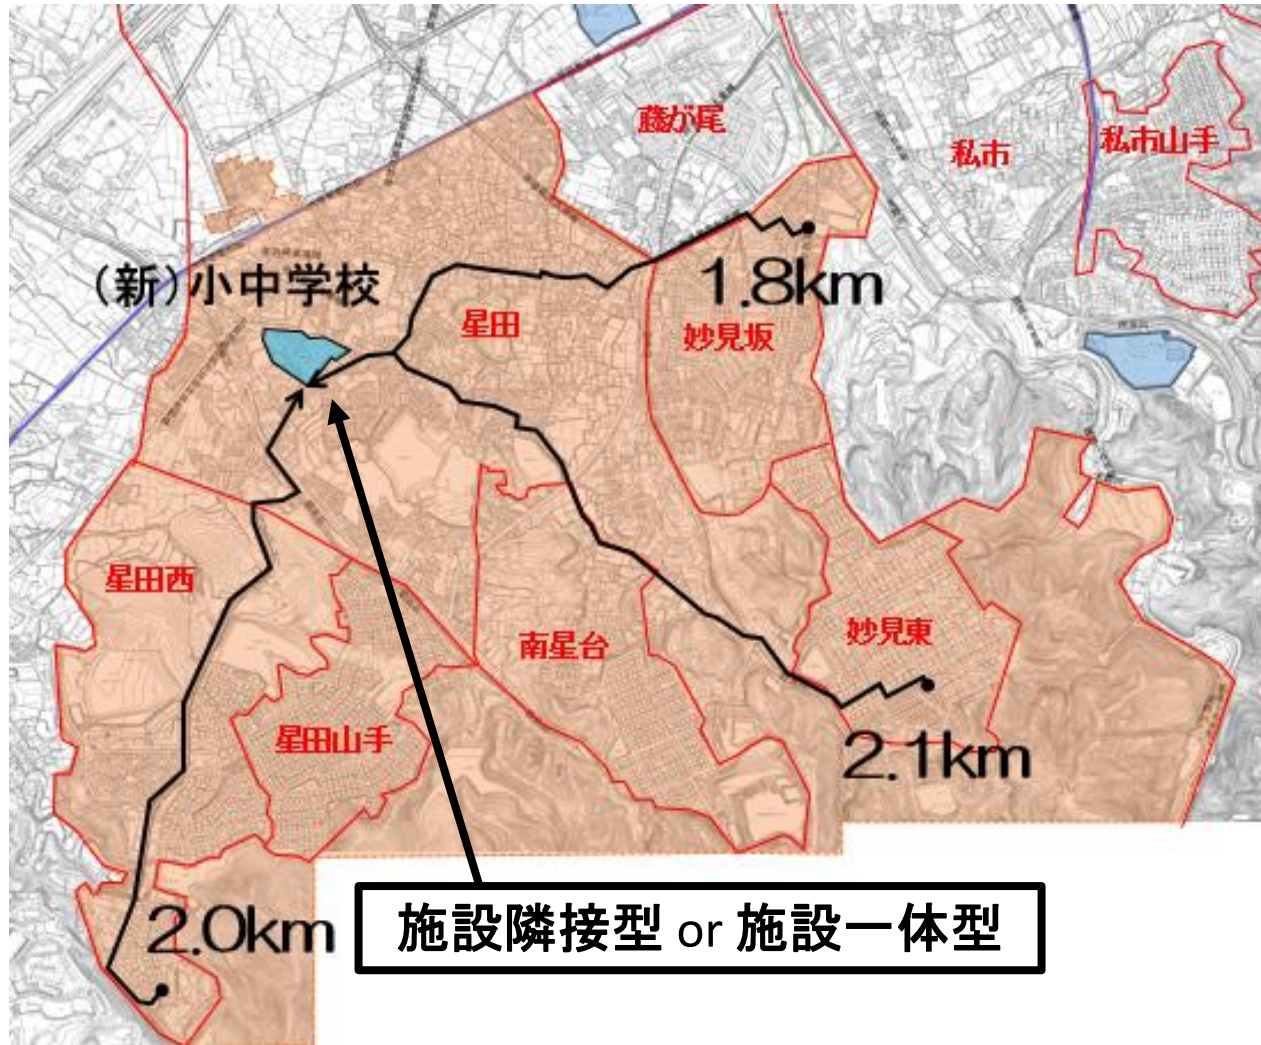 藤が尾
私市
私市山手
1.8km
(新)小中学校
星田
妙見坂
星田西
南星台
妙見東
星田山手
2.1km
2.0km
施設隣接型 or 施設一体型